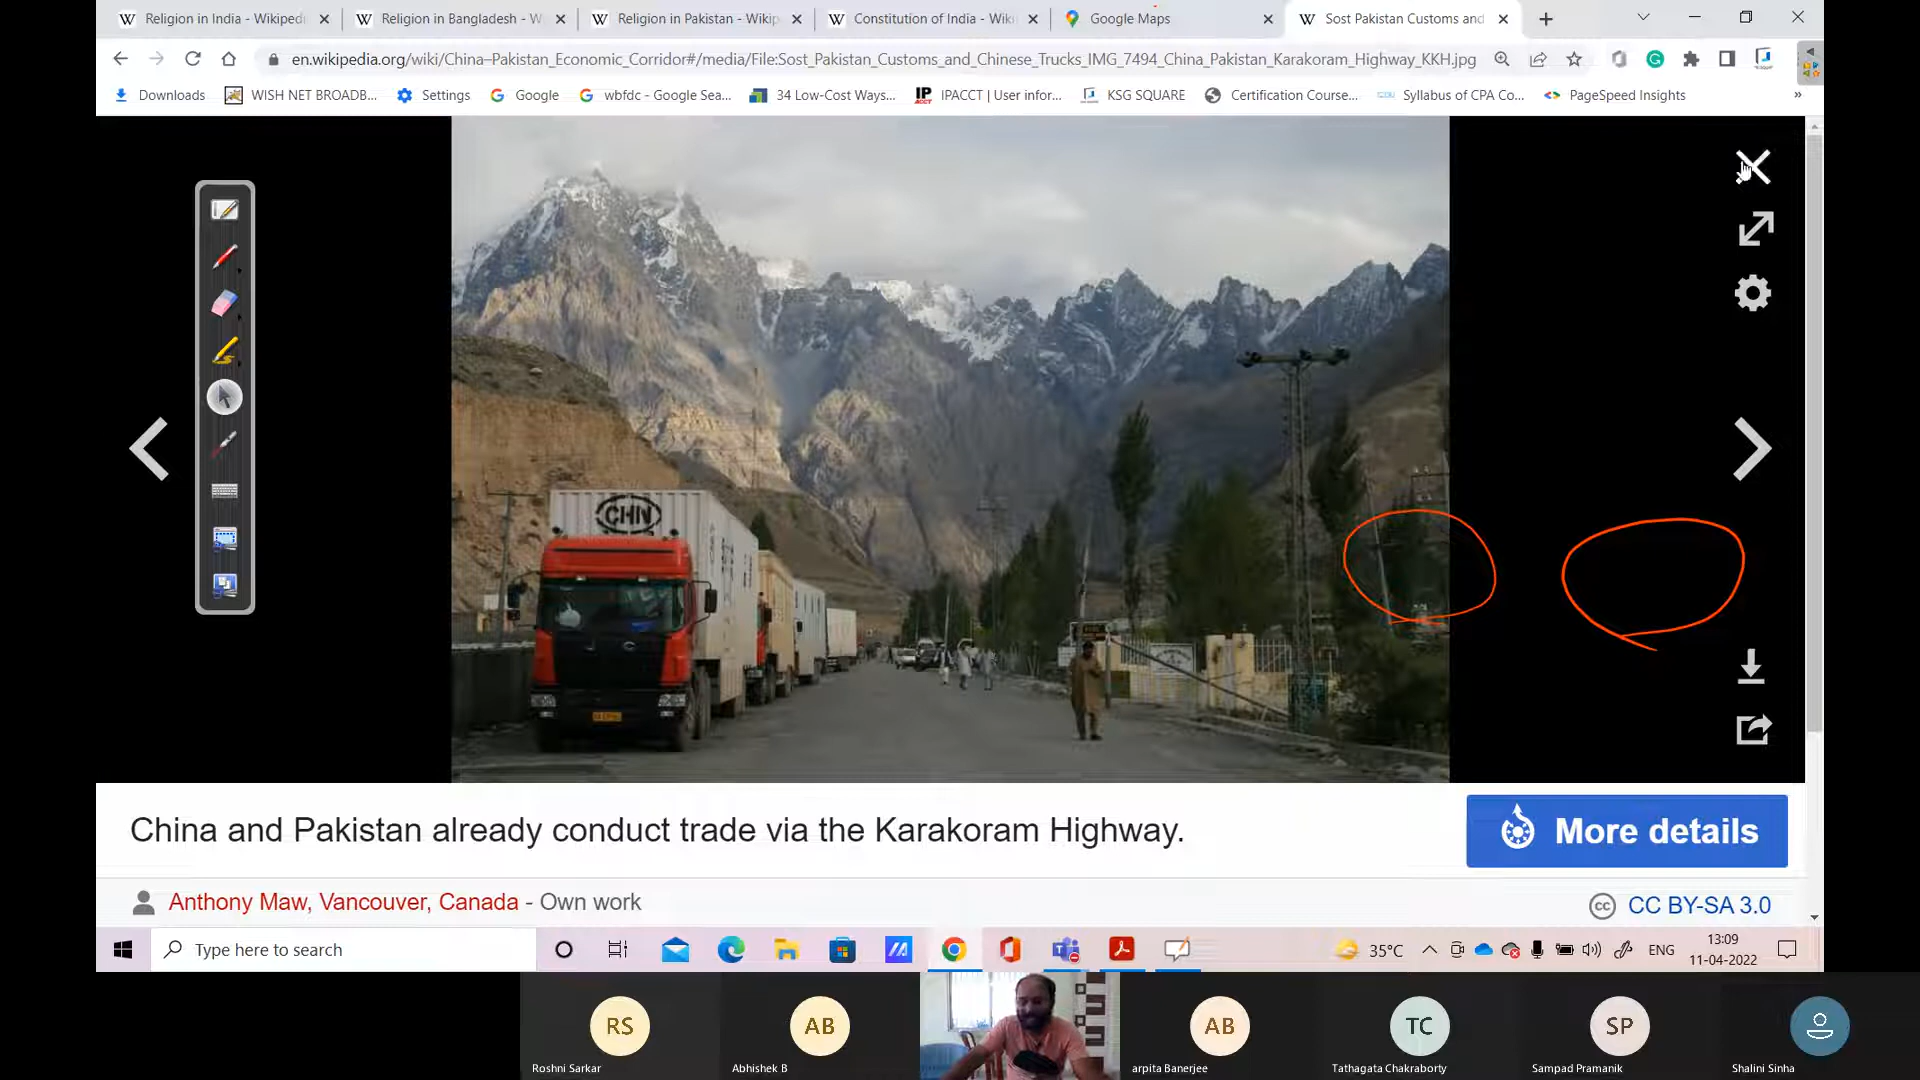 Religion in India - Wikiped
Religion in Bangladesh - W
Religion in Pakistan - Wikip
Constitution of India - Wiki
Google Maps
Sost Pakistan Customs and
en.wikipedia.org/wiki/China–Pakistan_Economic_Corridor#/media/File:Sost_Pakistan_Customs_and_Chinese_Trucks_IMG_7494_China_Pakistan_Karakoram_Highway_KKH.jpg
Downloads
WISH NET BROADB...
Settings
Google
wbfdc - Google Sea...
34 Low-Cost Ways...
IP ACCT
IPACCT | User infor...
KSG SQUARE
Certification Course...
Syllabus of CPA Co...
PageSpeed Insights
»
CHN
China and Pakistan already conduct trade via the Karakoram Highway.
More details
Anthony Maw, Vancouver, Canada - Own work
cc CC BY-SA 3.0
Type here to search
35°C
ENG
13:09
11-04-2022
RS
AB
AB
TC
SP
Roshni Sarkar
Abhishek B
arpita Banerjee
Tathagata Chakraborty
Sampad Pramanik
Shalini Sinha